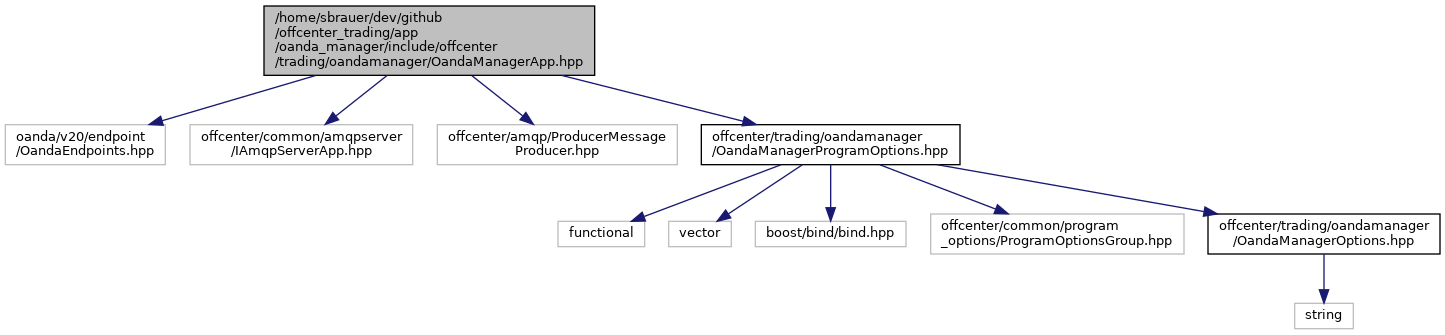 /home/sbrauer/dev/github
/offcenter_trading/app
/oanda_manager/include/offcenter
/trading/oandamanager/OandaManagerApp.hpp
oanda/v20/endpoint
/OandaEndpoints.hpp
offcenter/common/amqpserver
/IAmqpServerApp.hpp
offcenter/amqp/ProducerMessage
Producer.hpp
offcenter/trading/oandamanager
/OandaManagerProgramOptions.hpp
functional
vector
boost/bind/bind.hpp
offcenter/common/program
_options/ProgramOptionsGroup.hpp
offcenter/trading/oandamanager
/OandaManagerOptions.hpp
string